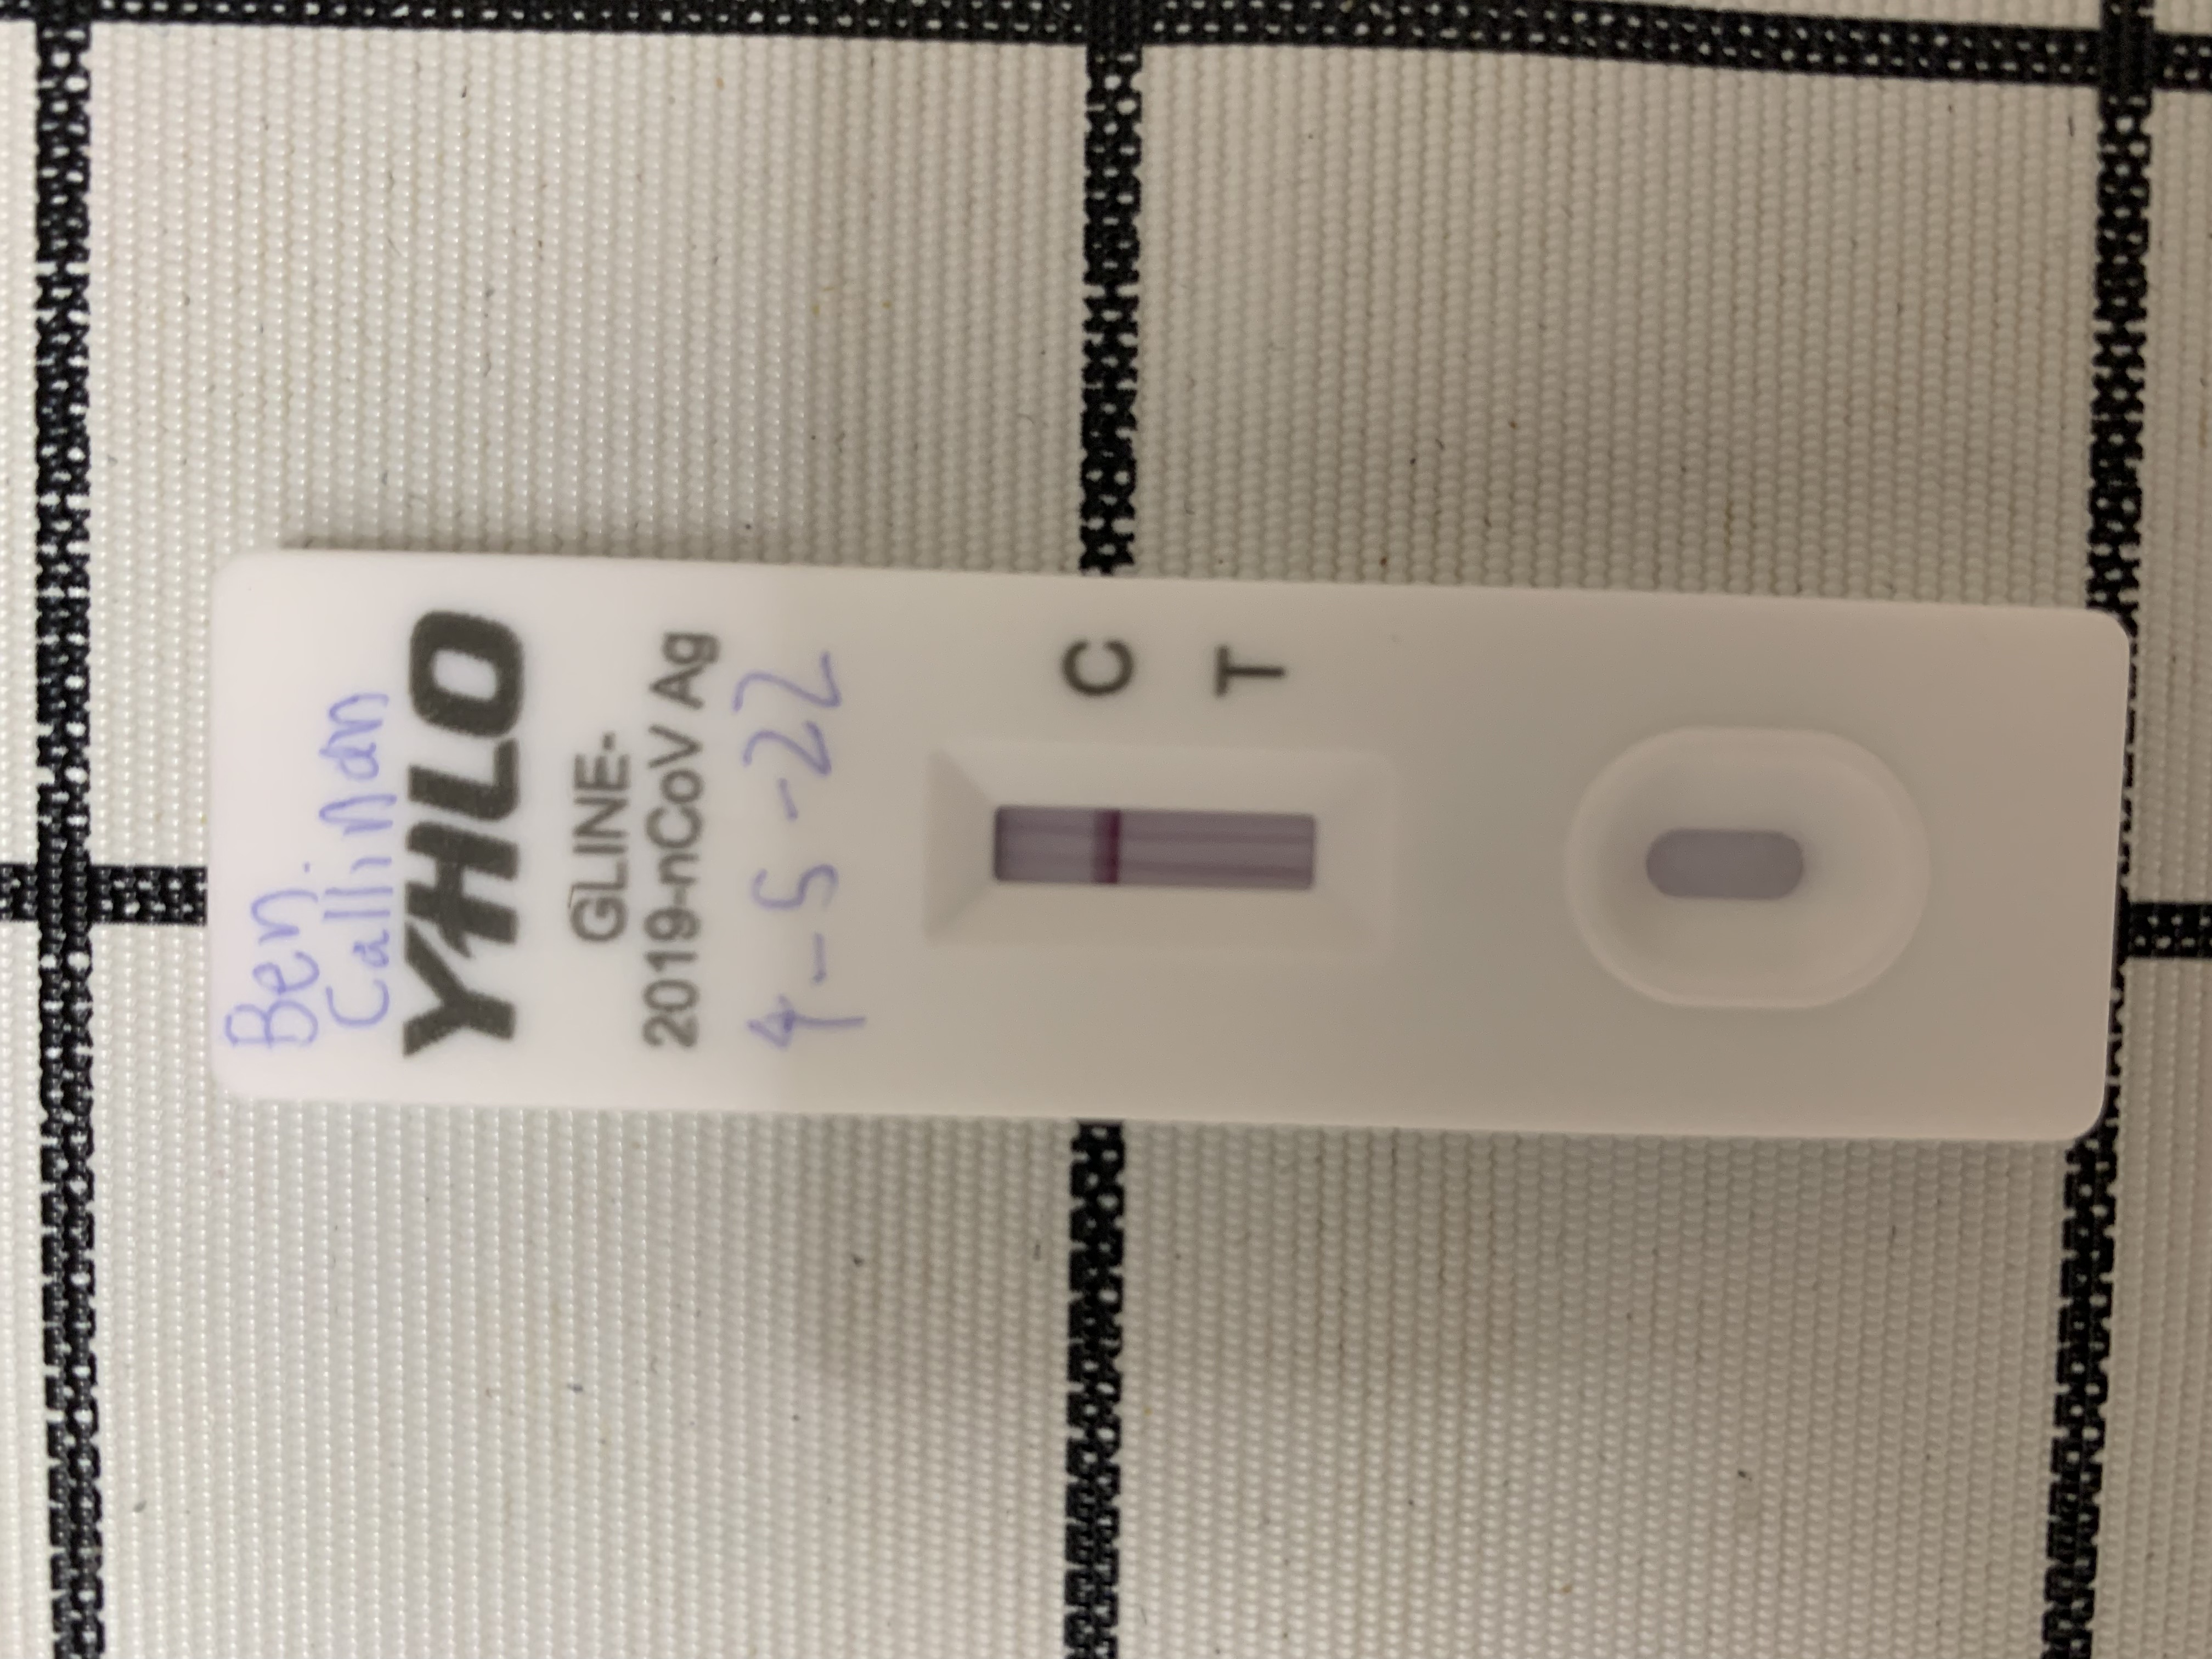 Ben.
Callinan
YHLO
GLINE-
2019-nCoV Ag
4-5-22
C
T